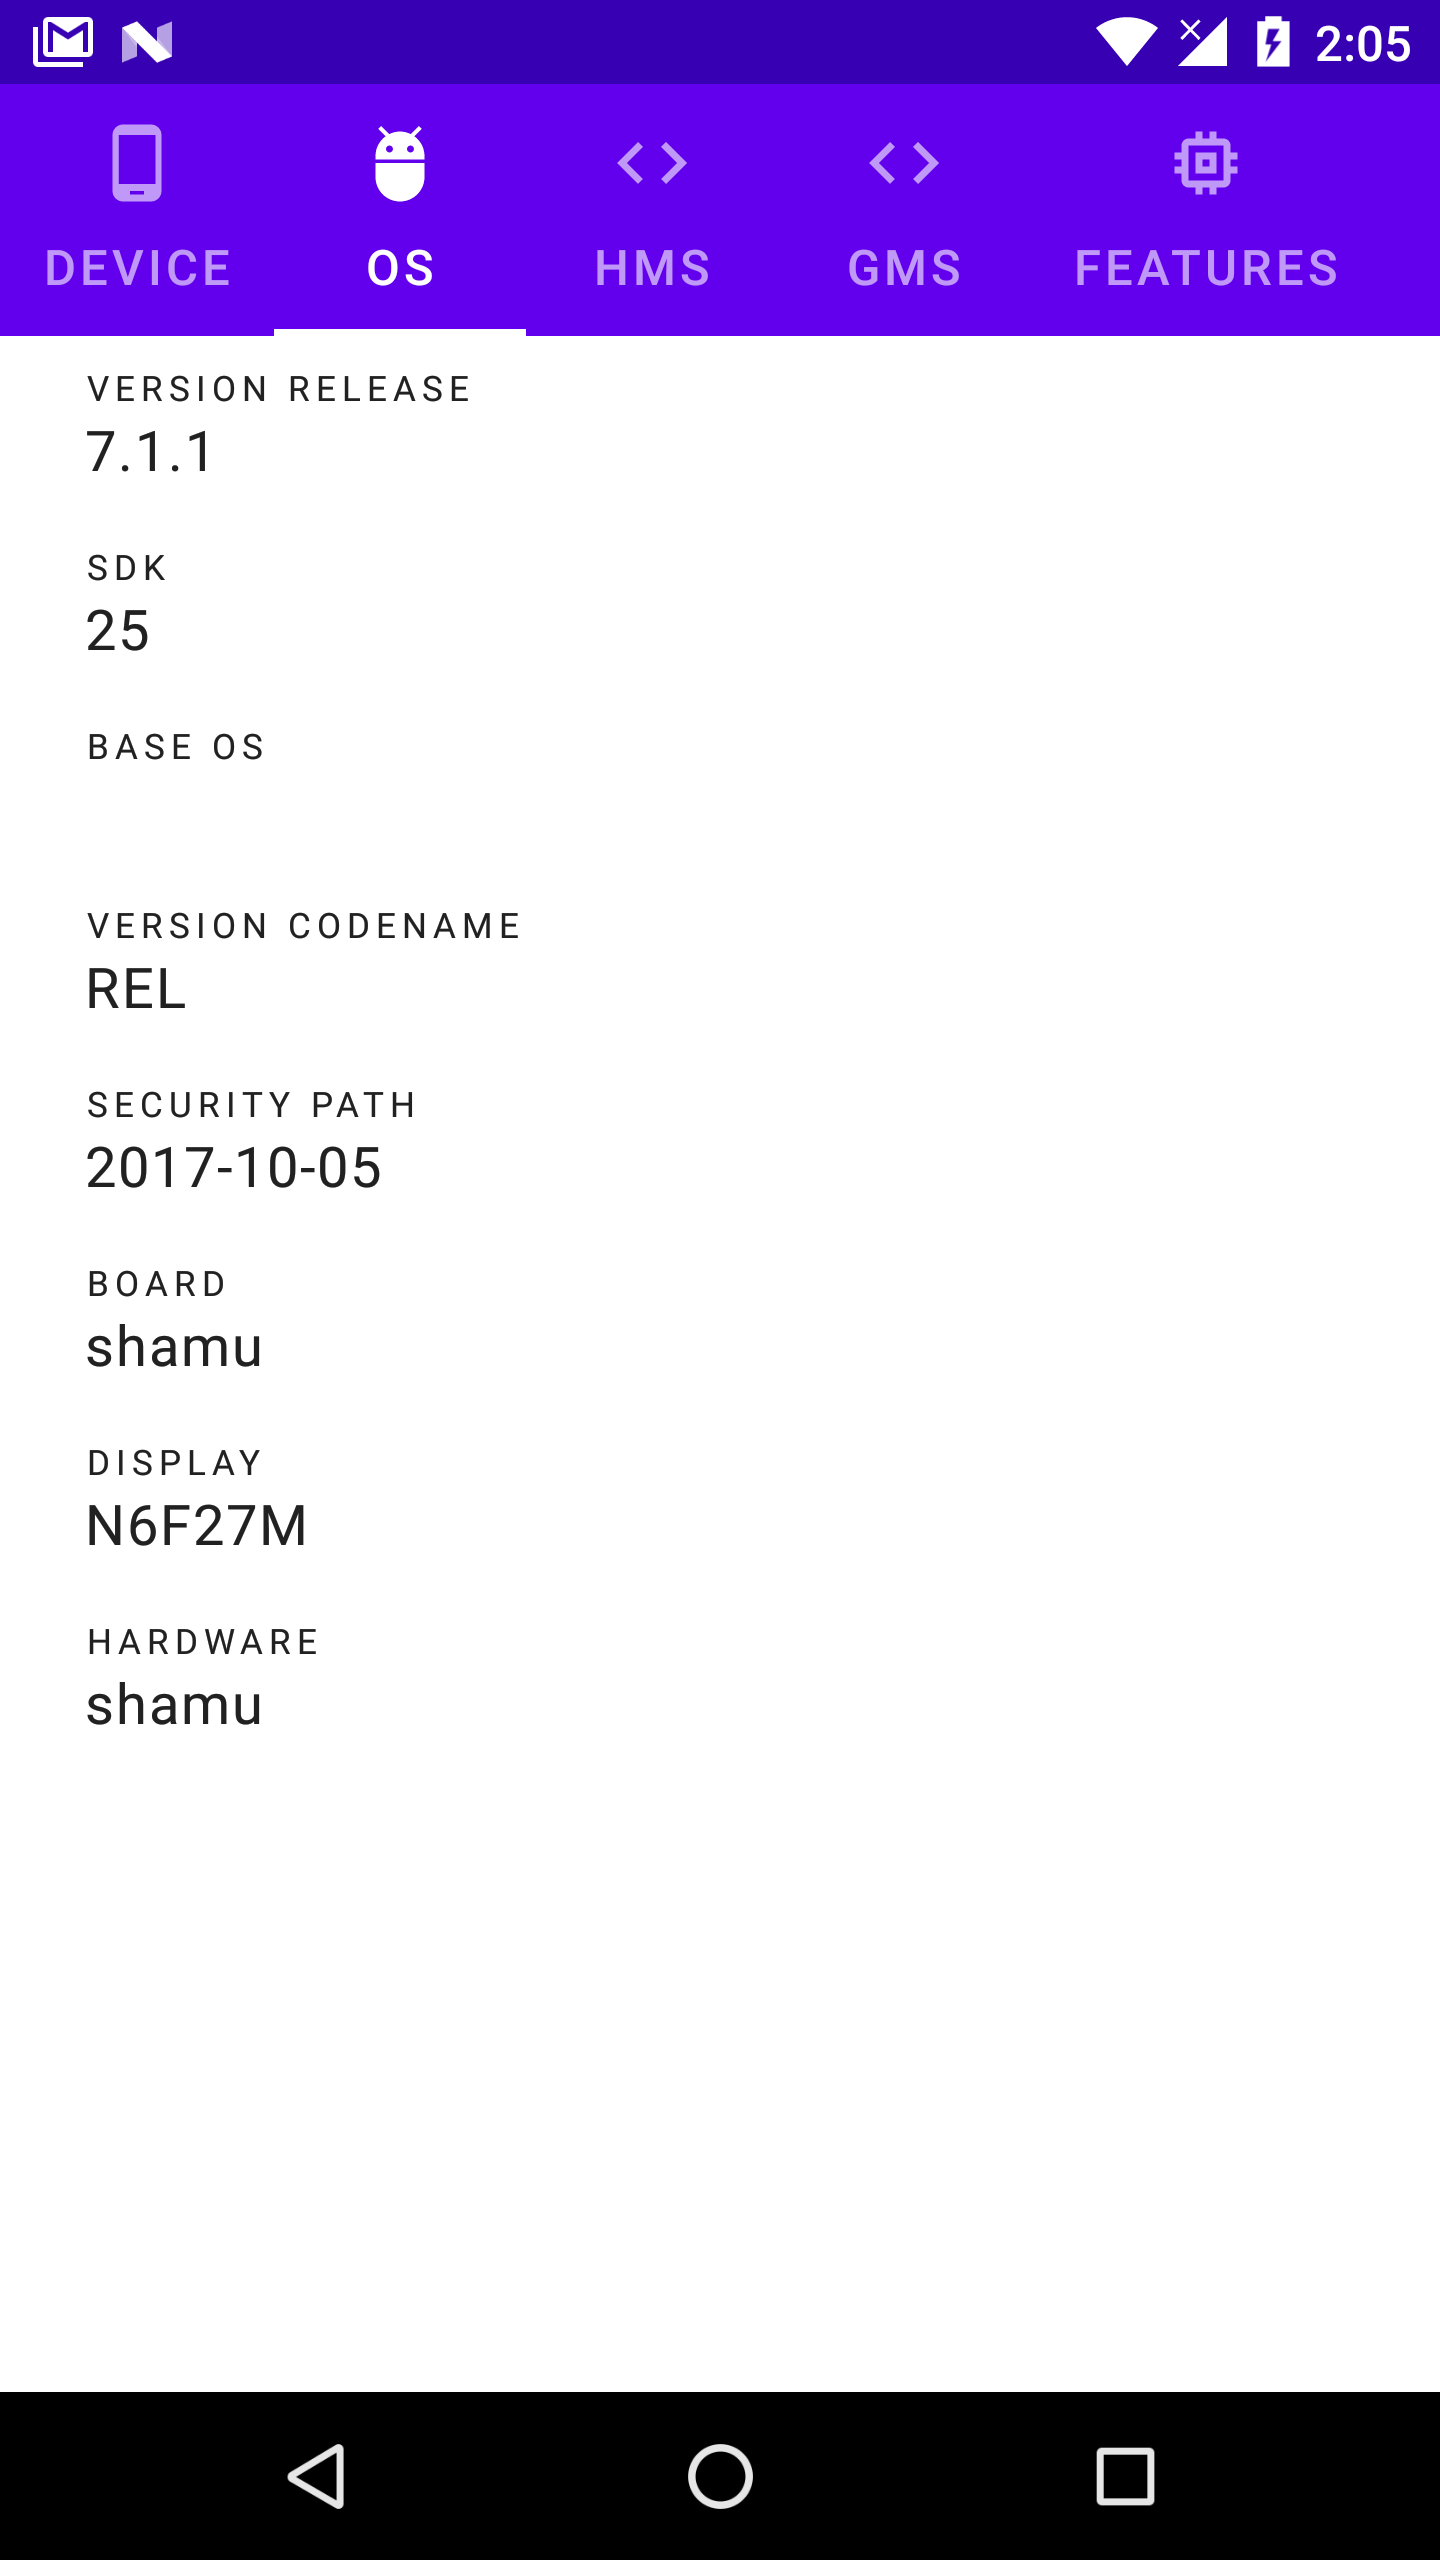 2:05
DEVICE OS HMS GMS FEATURES
VERSION RELEASE
7.1.1
SDK
25
BASE OS
VERSION CODENAME
REL
SECURITY PATH
2017-10-05
BOARD
shamu
DISPLAY
N6F27M
HARDWARE
shamu